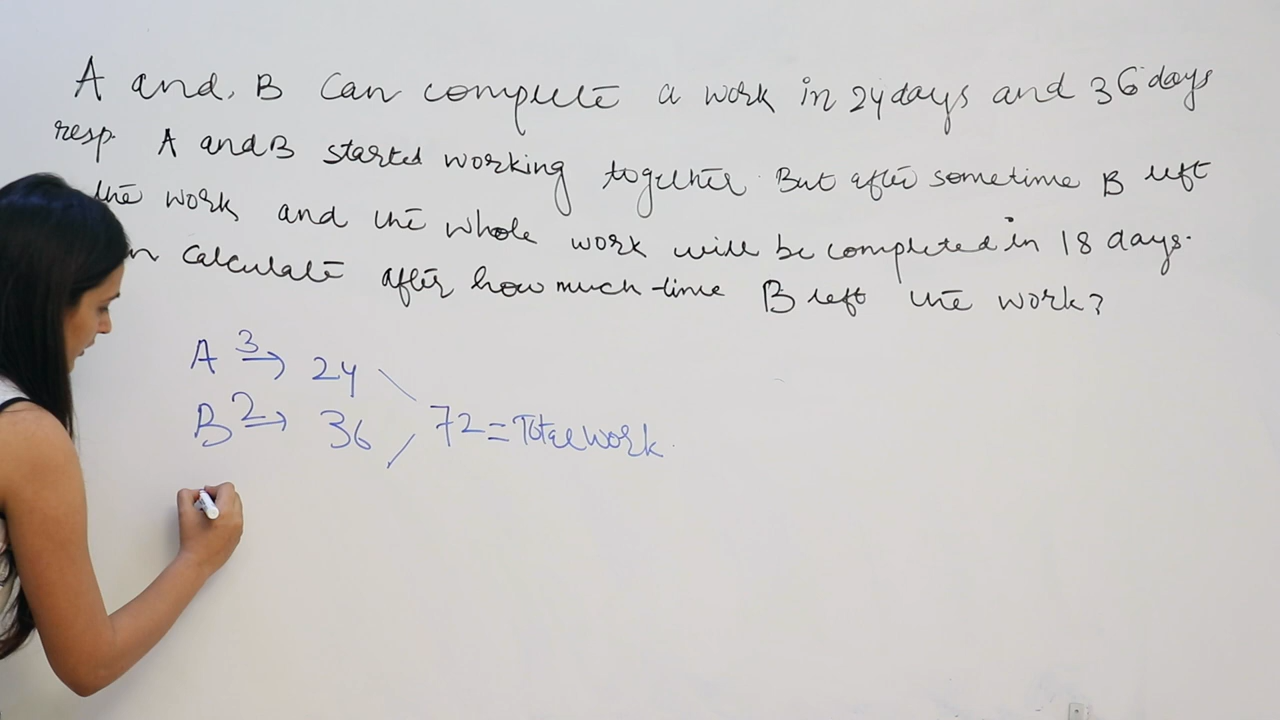 A and B Can complete a work in 24 days and 36 days
resp. A and B started working together. But after sometime B left
the work and the whole work will be completed in 18 days.
Calculate after how much time B left the work?
A 3→ 24
B 2→ 36
72 = Total work.